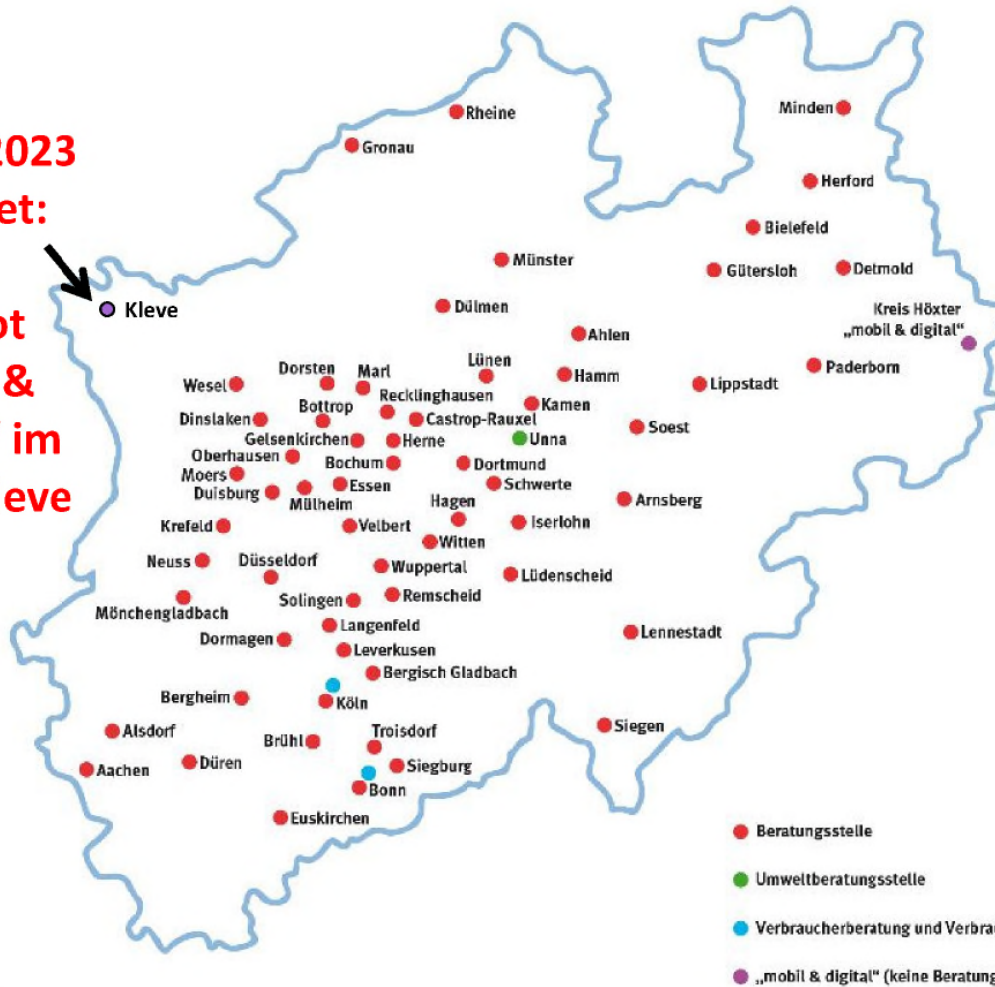 2023
et:
ot
&
im
eve
Kleve
Rheine
Gronau
Minden
Herford
Bielefeld
Münster
Gütersloh
Detmold
Dülmen
Kreis Höxter
„mobil & digital“
Ahlen
Lünen
Dorsten
Marl
Hamm
Paderborn
Wesel
Lippstadt
Recklinghausen
Bottrop
Kamen
Dinslaken
Castrop-Rauxel
Soest
Gelsenkirchen
Herne
Unna
Oberhausen
Bochum
Dortmund
Moers
Essen
Schwerte
Duisburg
Mülheim
Hagen
Arnsberg
Krefeld
Velbert
Iserlohn
Witten
Neuss
Düsseldorf
Wuppertal
Lüdenscheid
Solingen
Remscheid
Mönchengladbach
Langenfeld
Dormagen
Lennestadt
Leverkusen
Bergisch Gladbach
Bergheim
Köln
Alsdorf
Brühl
Troisdorf
Siegen
Aachen
Düren
Siegburg
Bonn
Euskirchen
Beratungsstelle
Umweltberatungsstelle
Verbraucherberatung und Verbrau
„mobil & digital“ (keine Beratung